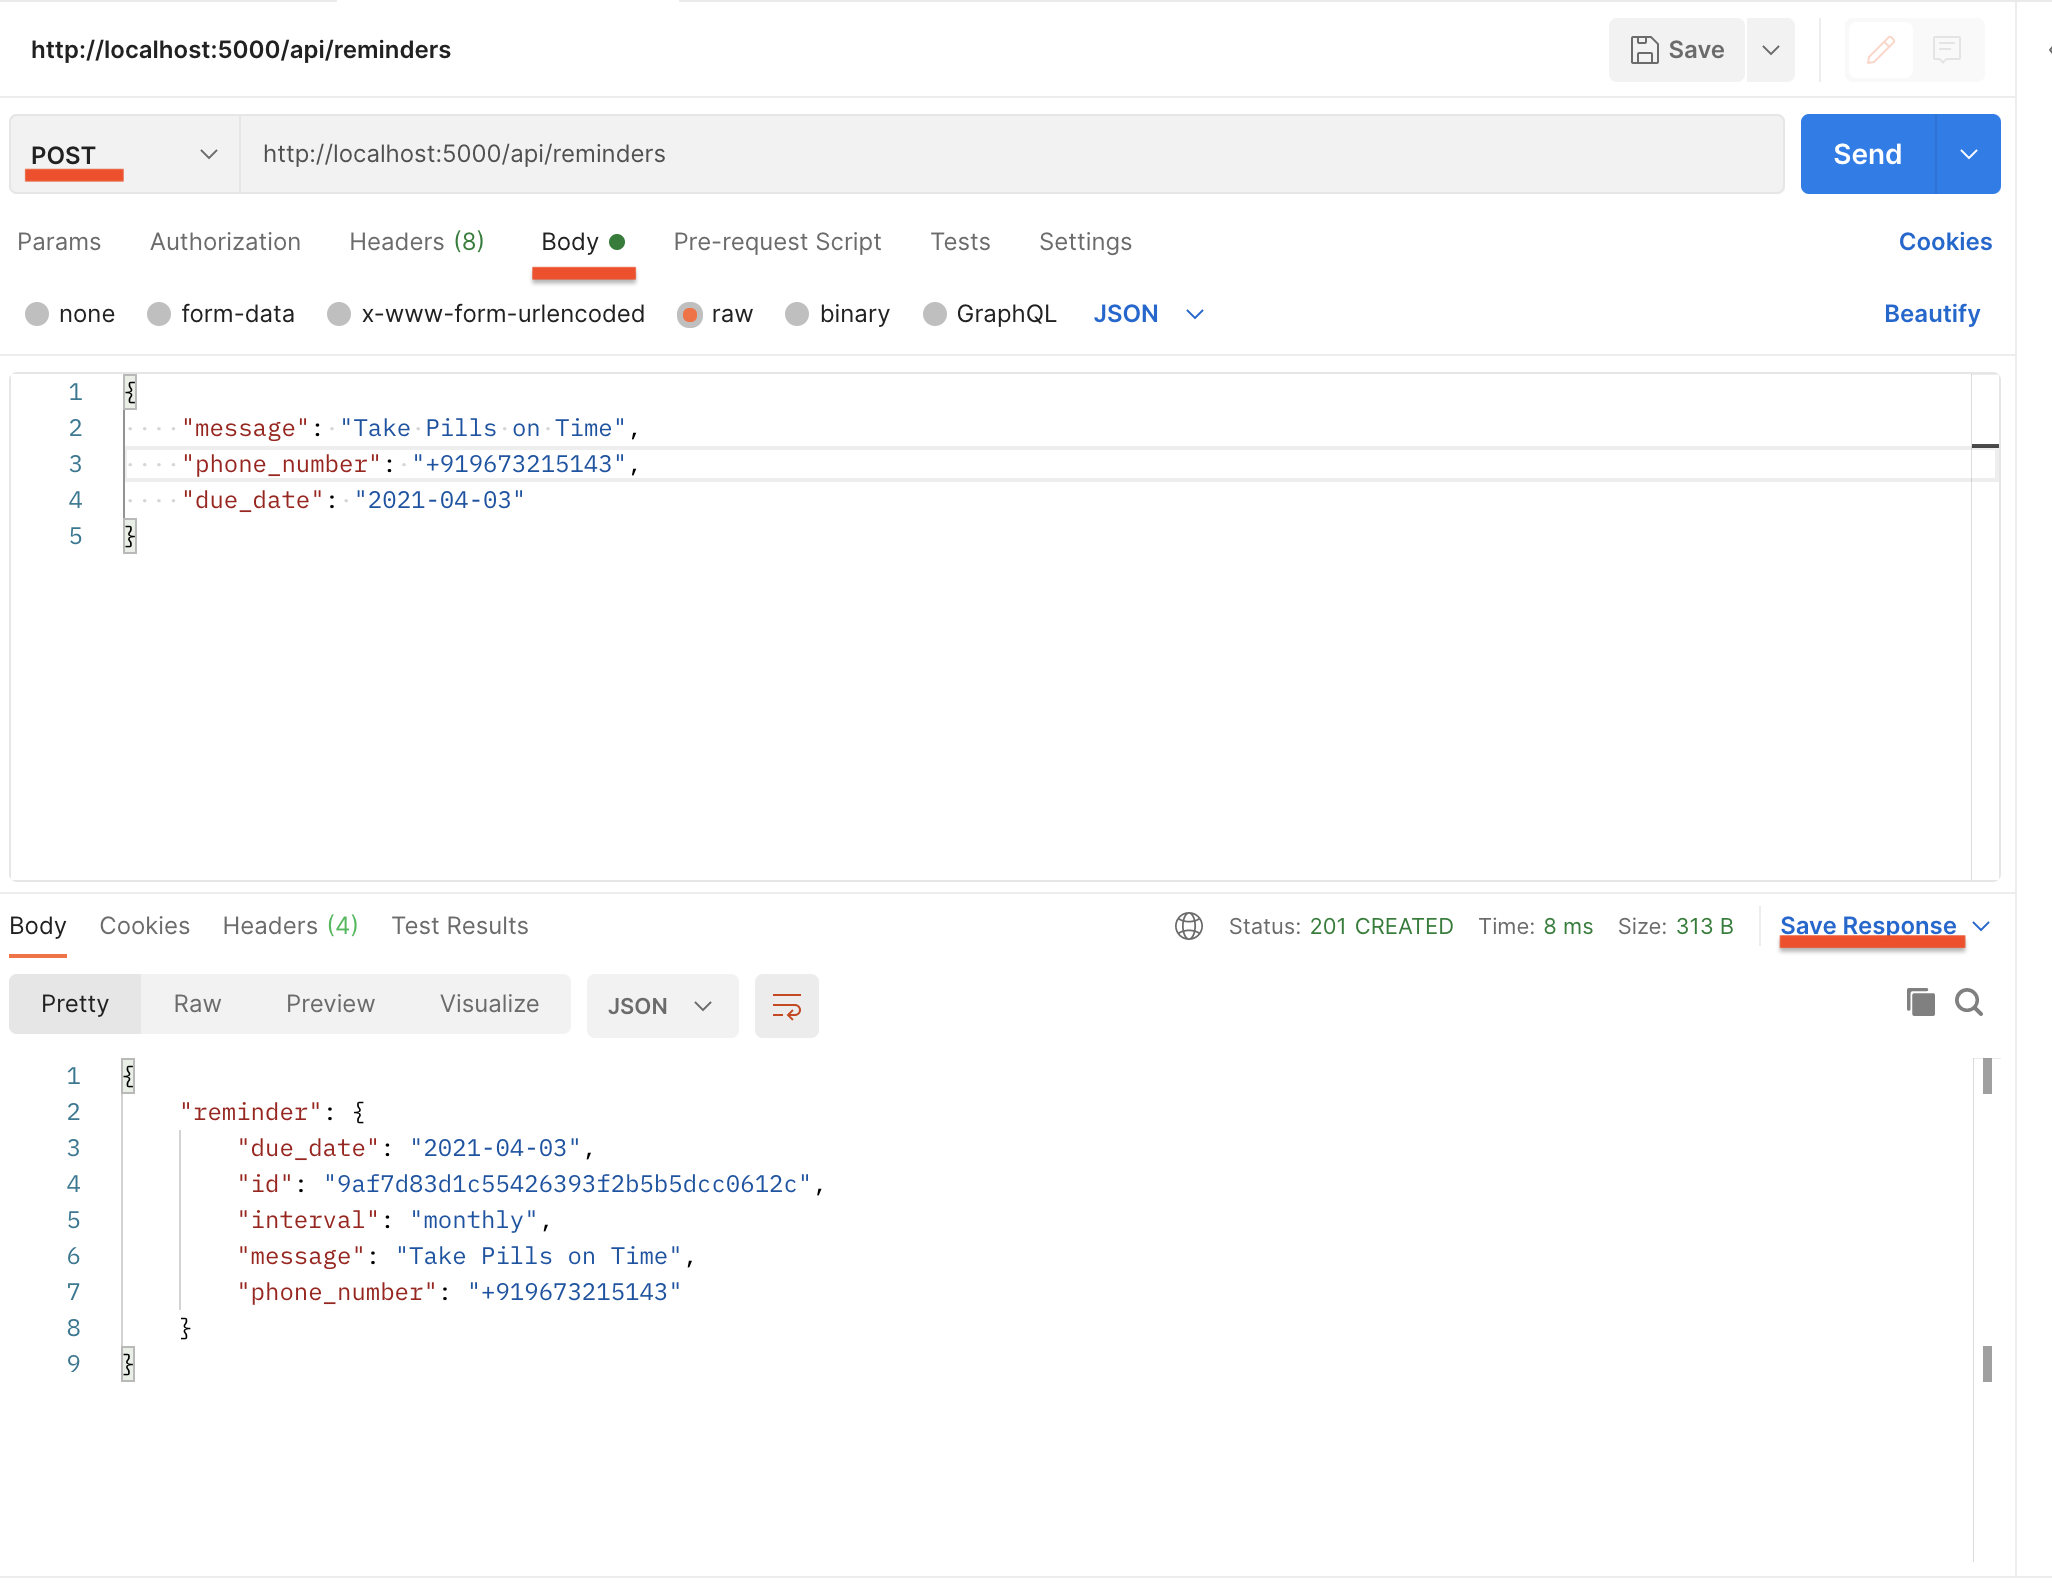 http://localhost:5000/api/reminders
Save
POST
http://localhost:5000/api/reminders
Send
Params Authorization Headers (8) Body Pre-request Script Tests Settings Cookies
none form-data x-www-form-urlencoded raw binary GraphQL JSON Beautify
1 {
2 "message": "Take Pills on Time",
3 "phone_number": "+919673215143",
4 "due_date": "2021-04-03"
5 }
Body Cookies Headers (4) Test Results Status: 201 CREATED Time: 8 ms Size: 313 B Save Response
Pretty Raw Preview Visualize JSON
1 {
2 "reminder": {
3 "due_date": "2021-04-03",
4 "id": "9af7d83d1c55426393f2b5b5dcc0612c",
5 "interval": "monthly",
6 "message": "Take Pills on Time",
7 "phone_number": "+919673215143"
8 }
9 }